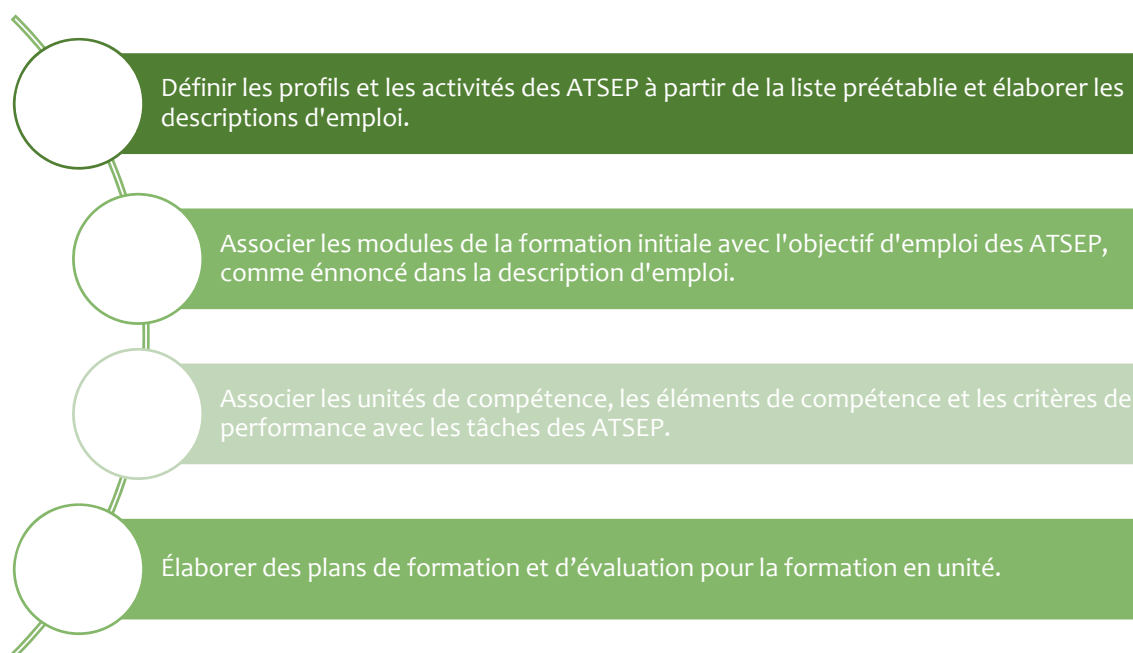 Définir les profils et les activités des ATSEP à partir de la liste préétablie et élaborer les
descriptions d'emploi.
Associer les modules de la formation initiale avec l'objectif d'emploi des ATSEP,
comme énnoncé dans la description d'emploi.
Associer les unités de compétence, les éléments de compétence et les critères de
performance avec les tâches des ATSEP.
Élaborer des plans de formation et d’évaluation pour la formation en unité.